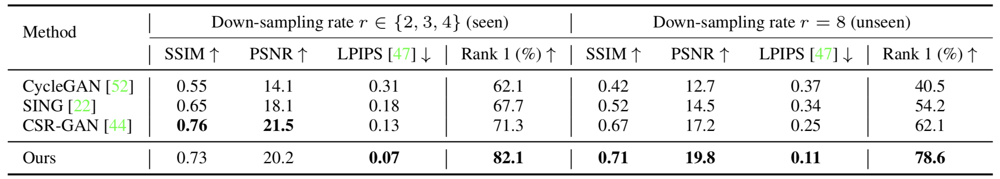 Method Down-sampling rate r ∈ {2, 3, 4} (seen) Down-sampling rate r = 8 (unseen)
SSIM ↑ PSNR ↑ LPIPS [47] ↓ Rank 1 (%) ↑ SSIM ↑ PSNR ↑ LPIPS [47] ↓ Rank 1 (%) ↑
CycleGAN [52] 0.55 14.1 0.31 62.1 0.42 12.7 0.37 40.5
SING [22] 0.65 18.1 0.18 67.7 0.52 14.5 0.34 54.2
CSR-GAN [44] 0.76 21.5 0.13 71.3 0.67 17.2 0.25 62.1
Ours 0.73 20.2 0.07 82.1 0.71 19.8 0.11 78.6